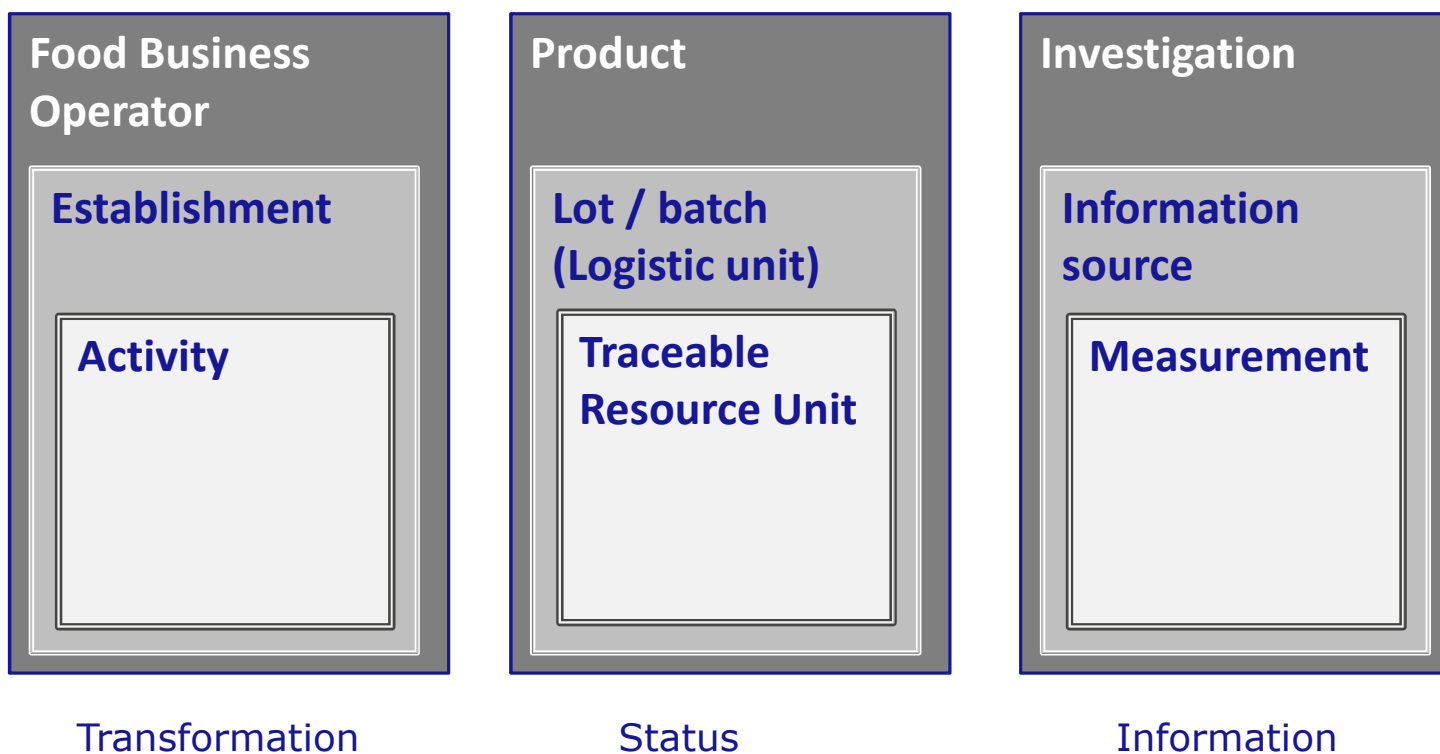 Food Business
Operator
Establishment
Activity
Product
Lot / batch
(Logistic unit)
Traceable
Resource Unit
Investigation
Information
source
Measurement
Transformation
Status
Information